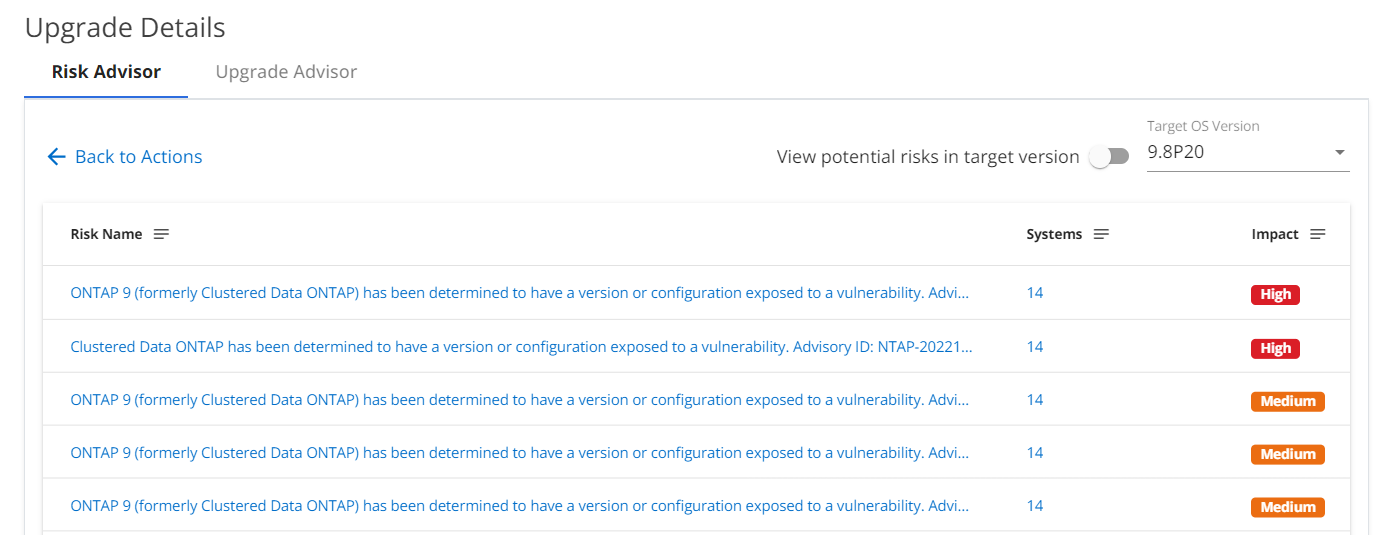 Upgrade Details
Risk Advisor Upgrade Advisor
Target OS Version
Back to Actions View potential risks in target version 9.8P20
Risk Name Systems Impact
ONTAP 9 (formerly Clustered Data ONTAP) has been determined to have a version or configuration exposed to a vulnerability. Advi... 14 High
Clustered Data ONTAP has been determined to have a version or configuration exposed to a vulnerability. Advisory ID: NTAP-20221... 14 High
ONTAP 9 (formerly Clustered Data ONTAP) has been determined to have a version or configuration exposed to a vulnerability. Advi... 14 Medium
ONTAP 9 (formerly Clustered Data ONTAP) has been determined to have a version or configuration exposed to a vulnerability. Advi... 14 Medium
ONTAP 9 (formerly Clustered Data ONTAP) has been determined to have a version or configuration exposed to a vulnerability. Advi... 14 Medium